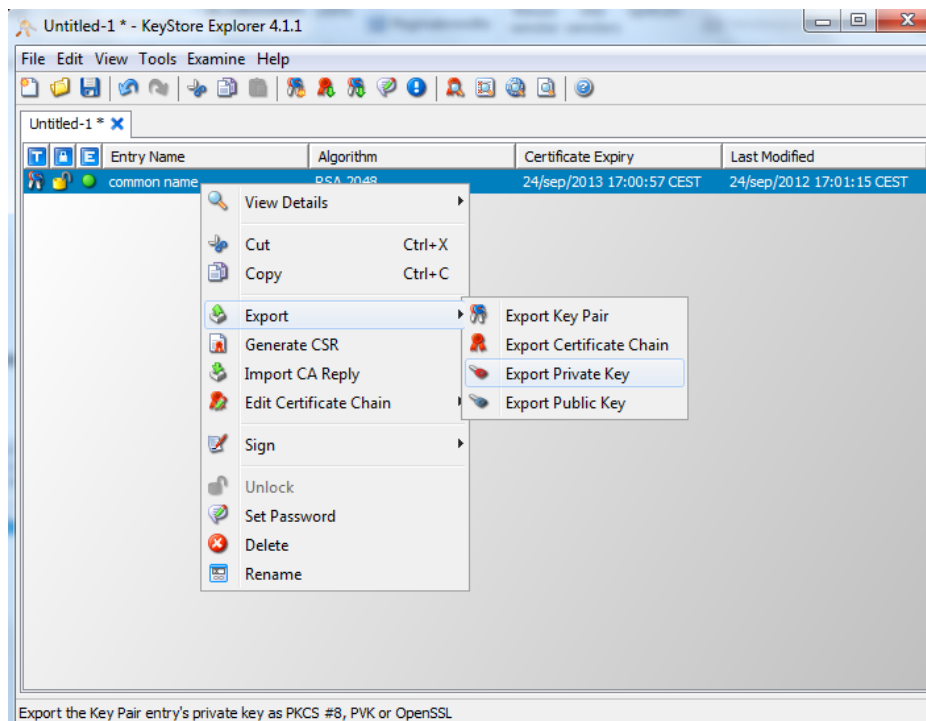 Untitled-1 * - KeyStore Explorer 4.1.1
File Edit View Tools Examine Help
Untitled-1 *
T E Entry Name Algorithm Certificate Expiry Last Modified
common name RSA 2048 24/sep/2013 17:00:57 CEST 24/sep/2012 17:01:15 CEST
View Details
Cut Ctrl+X
Copy Ctrl+C
Export Export Key Pair
Generate CSR Export Certificate Chain
Import CA Reply Export Private Key
Edit Certificate Chain Export Public Key
Sign
Unlock
Set Password
Delete
Rename
Export the Key Pair entry's private key as PKCS #8, PVK or OpenSSL